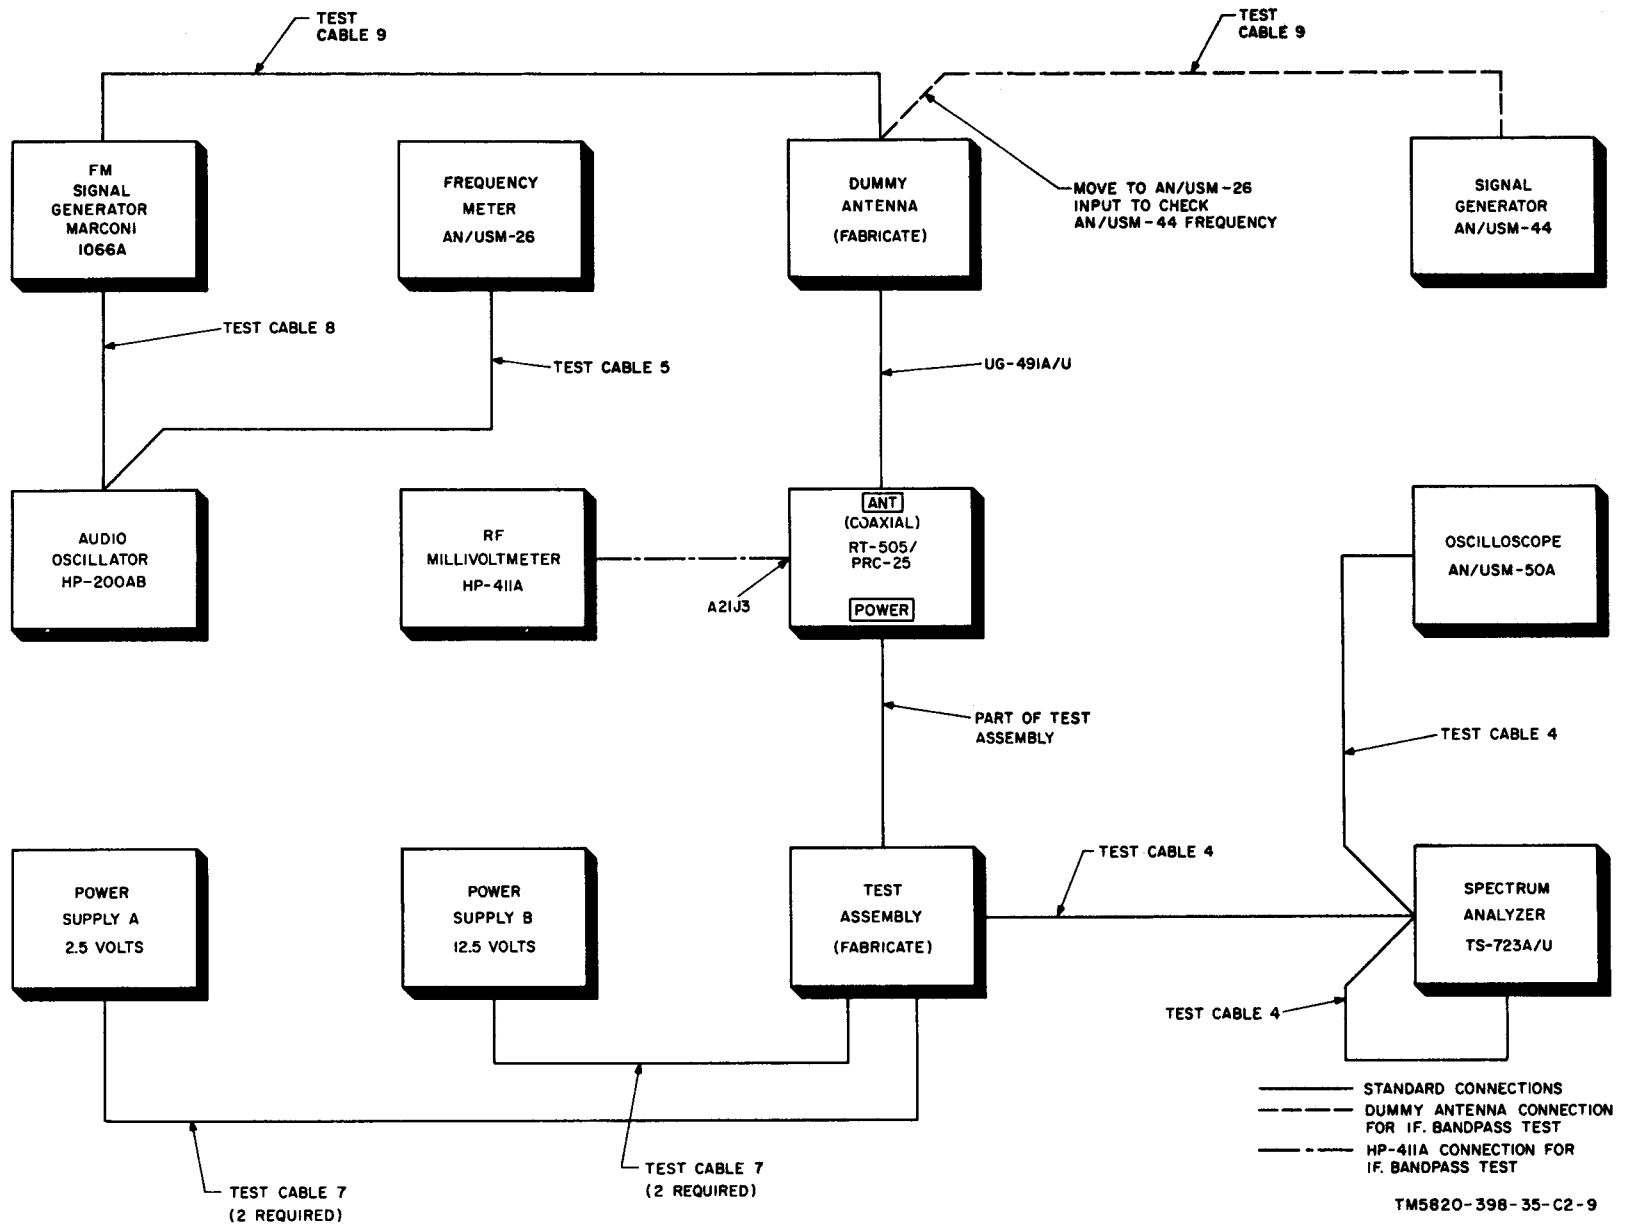 TEST
CABLE 9
TEST
CABLE 9
FM
SIGNAL
GENERATOR
MARCONI
1066A
FREQUENCY
METER
AN/USM-26
DUMMY
ANTENNA
(FABRICATE)
MOVE TO AN/USM-26
INPUT TO CHECK
AN/USM-44 FREQUENCY
SIGNAL
GENERATOR
AN/USM-44
TEST CABLE 8
TEST CABLE 5
UG-491A/U
AUDIO
OSCILLATOR
HP-200AB
RF
MILLIVOLTMETER
HP-411A
A21J3
ANT
(COAXIAL)
RT-505/
PRC-25
POWER
OSCILLOSCOPE
AN/USM-50A
PART OF TEST
ASSEMBLY
TEST CABLE 4
POWER
SUPPLY A
2.5 VOLTS
POWER
SUPPLY B
12.5 VOLTS
TEST
ASSEMBLY
(FABRICATE)
TEST CABLE 4
SPECTRUM
ANALYZER
TS-723A/U
TEST CABLE 4
TEST CABLE 7
(2 REQUIRED)
TEST CABLE 7
(2 REQUIRED)
STANDARD CONNECTIONS
DUMMY ANTENNA CONNECTION
FOR IF. BANDPASS TEST
HP-411A CONNECTION FOR
IF. BANDPASS TEST
TM5820-398-35-C2-9